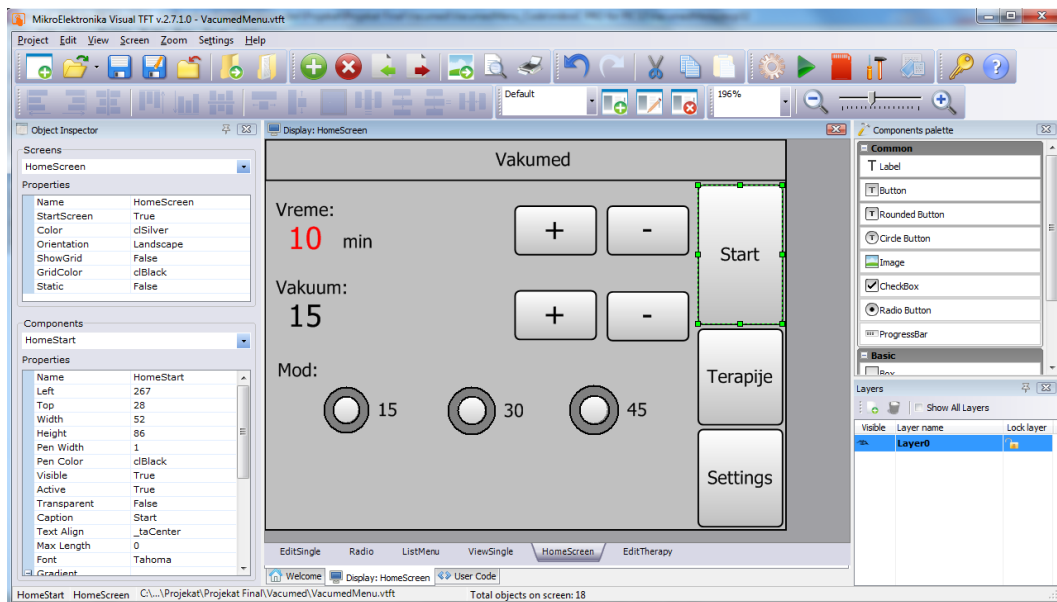 MikroElektronika Visual TFT v.2.7.1.0 - VacumedMenu.vtft
Project Edit View Screen Zoom Settings Help
Default
196%
Object Inspector
Screens
HomeScreen
Properties
Name HomeScreen
StartScreen True
Color clSilver
Orientation Landscape
ShowGrid False
GridColor clBlack
Static False
Components
HomeStart
Properties
Name HomeStart
Left 267
Top 28
Width 52
Height 86
Pen Width 1
Pen Color clBlack
Visible True
Active True
Transparent False
Caption Start
Text Align _taCenter
Max Length 0
Font Tahoma
Gradient
Display: HomeScreen
Vakumed
Vreme:
10 min
+ -
Start
Vakuum:
15
+ -
Terapije
Mod:
15 30 45
Settings
EditSingle Radio ListMenu ViewSingle HomeScreen EditTherapy
Welcome Display: HomeScreen User Code
Components palette
Common
T Label
T Button
T Rounded Button
T Circle Button
Image
CheckBox
Radio Button
ProgressBar
Basic
Box
Layers
Show All Layers
Visible Layer name Lock layer
Layer0
HomeStart HomeScreen C:\...\Projekat\Projekat Final\Vacumed\VacumedMenu.vtft Total objects on screen: 18